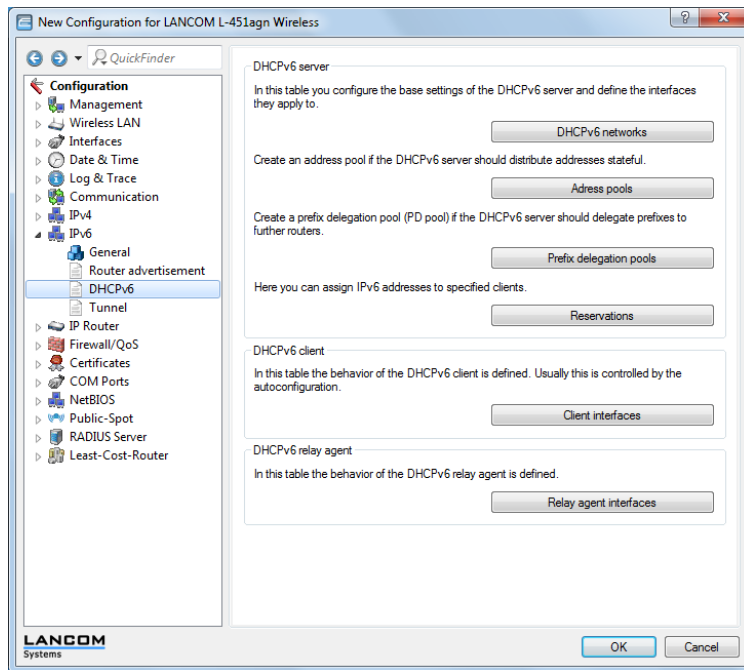 New Configuration for LANCOM L-451agn Wireless
QuickFinder
Configuration
Management
Wireless LAN
Interfaces
Date & Time
Log & Trace
Communication
IPv4
IPv6
General
Router advertisement
DHCPv6
Tunnel
IP Router
Firewall/QoS
Certificates
COM Ports
NetBIOS
Public-Spot
RADIUS Server
Least-Cost-Router
DHCPv6 server
In this table you configure the base settings of the DHCPv6 server and define the interfaces
they apply to.
DHCPv6 networks
Create an address pool if the DHCPv6 server should distribute addresses stateful.
Adress pools
Create a prefix delegation pool (PD pool) if the DHCPv6 server should delegate prefixes to
further routers.
Prefix delegation pools
Here you can assign IPv6 addresses to specified clients.
Reservations
DHCPv6 client
In this table the behavior of the DHCPv6 client is defined. Usually this is controlled by the
autoconfiguration.
Client interfaces
DHCPv6 relay agent
In this table the behavior of the DHCPv6 relay agent is defined.
Relay agent interfaces
LANCOM
Systems
OK
Cancel